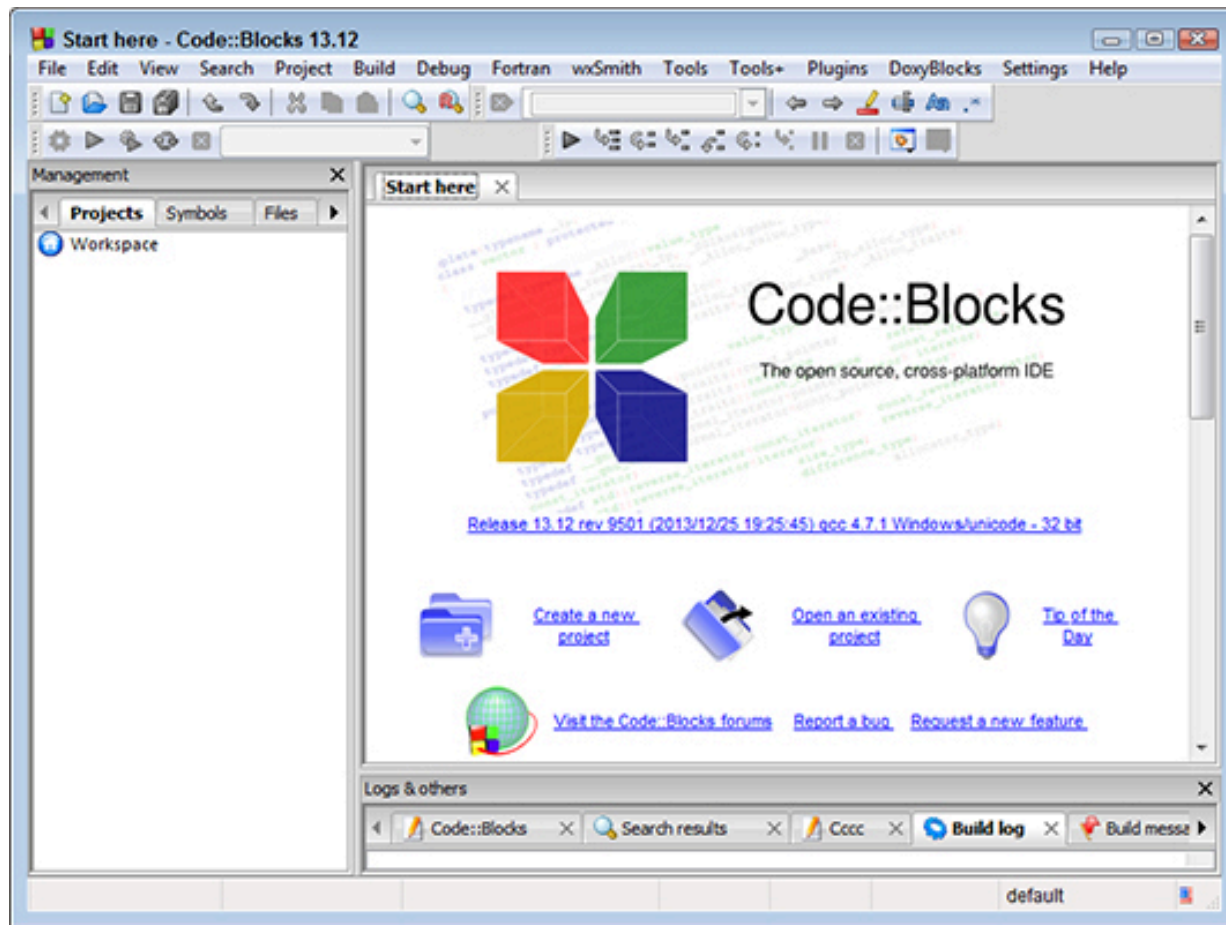 Start here - Code::Blocks 13.12
File Edit View Search Project Build Debug Fortran wxSmith Tools Tools+ Plugins DoxyBlocks Settings Help
Management
Projects Symbols Files
Workspace
Start here
Code::Blocks
The open source, cross-platform IDE
Release 13.12 rev 9501 (2013/12/25 19:25:45) gcc 4.7.1 Windows/unicode - 32 bit
Create a new
project
Open an existing
project
Tip of the
Day
Visit the Code::Blocks forums Report a bug Request a new feature
Logs & others
Code::Blocks Search results Cccc Build log Build messa
default